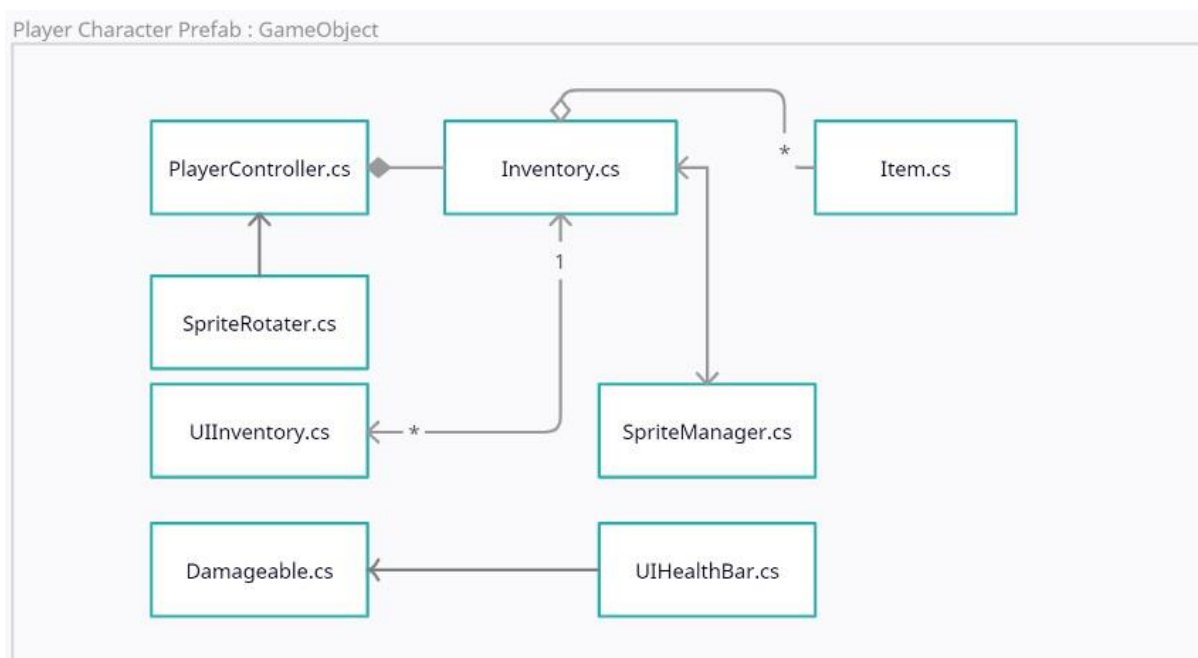 Player Character Prefab : GameObject
PlayerController.cs
Inventory.cs
*
Item.cs
1
SpriteRotater.cs
UIInventory.cs
*
SpriteManager.cs
Damageable.cs
UIHealthBar.cs